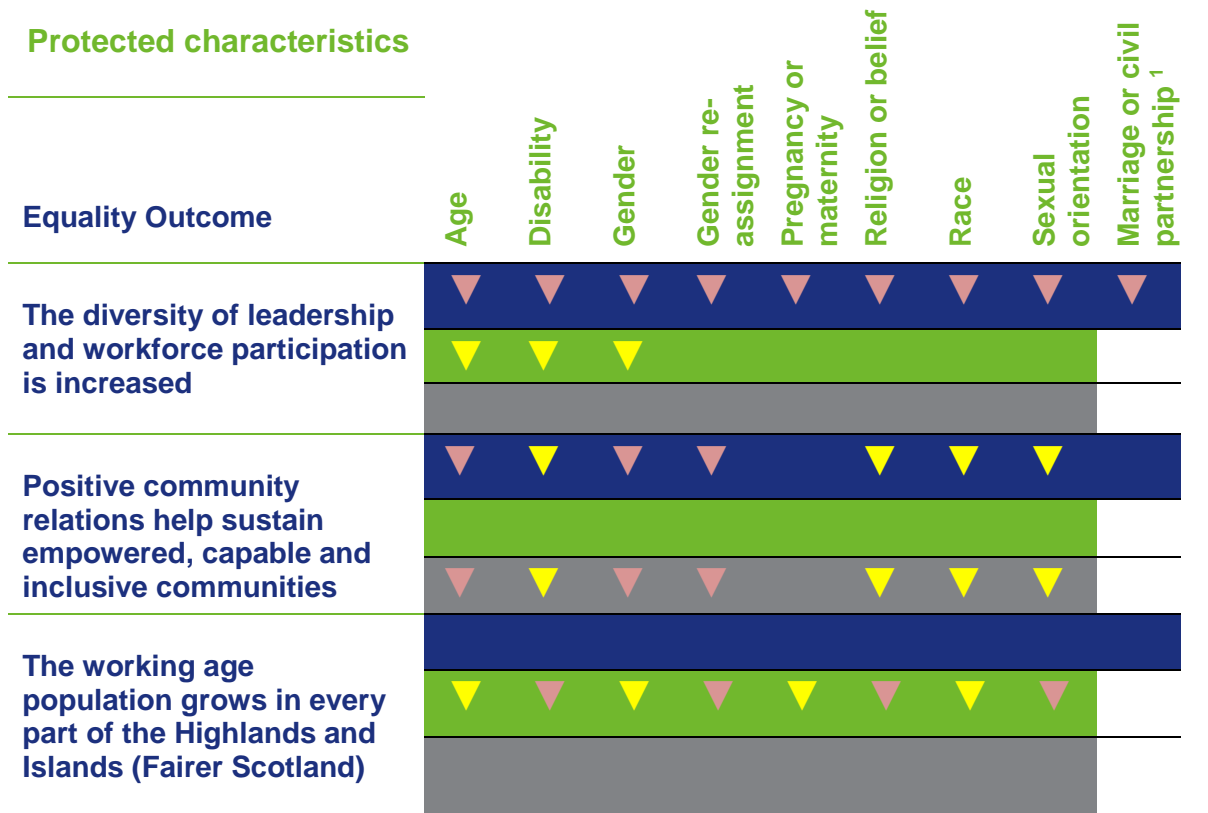 Protected characteristics
Equality Outcome
Age
Disability
Gender
Gender re-
assignment
Pregnancy or
maternity
Religion or belief
Race
Sexual
orientation
Marriage or civil
partnership 1
The diversity of leadership
and workforce participation
is increased
Positive community
relations help sustain
empowered, capable and
inclusive communities
The working age
population grows in every
part of the Highlands and
Islands (Fairer Scotland)